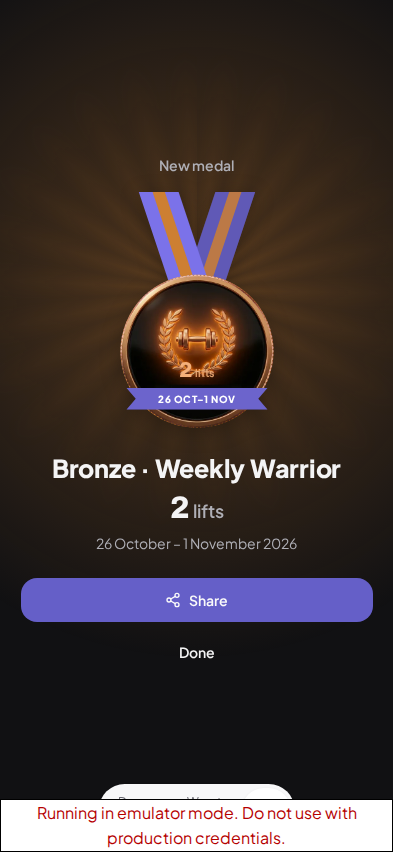 New medal
2 lifts
26 OCT–1 NOV
Bronze · Weekly Warrior
2 lifts
26 October – 1 November 2026
Share
Done
Running in emulator mode. Do not use with
production credentials.